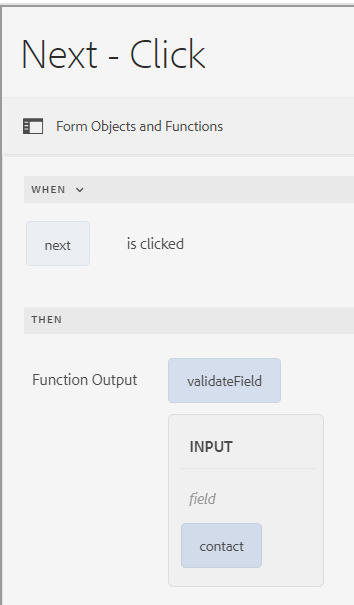 Next - Click
Form Objects and Functions
WHEN
next is clicked
THEN
Function Output validateField
INPUT
field
contact